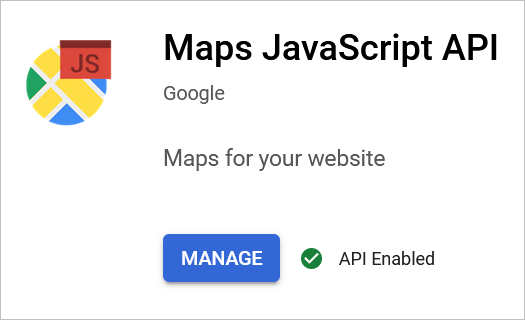 JS
Maps JavaScript API
Google
Maps for your website
MANAGE
API Enabled